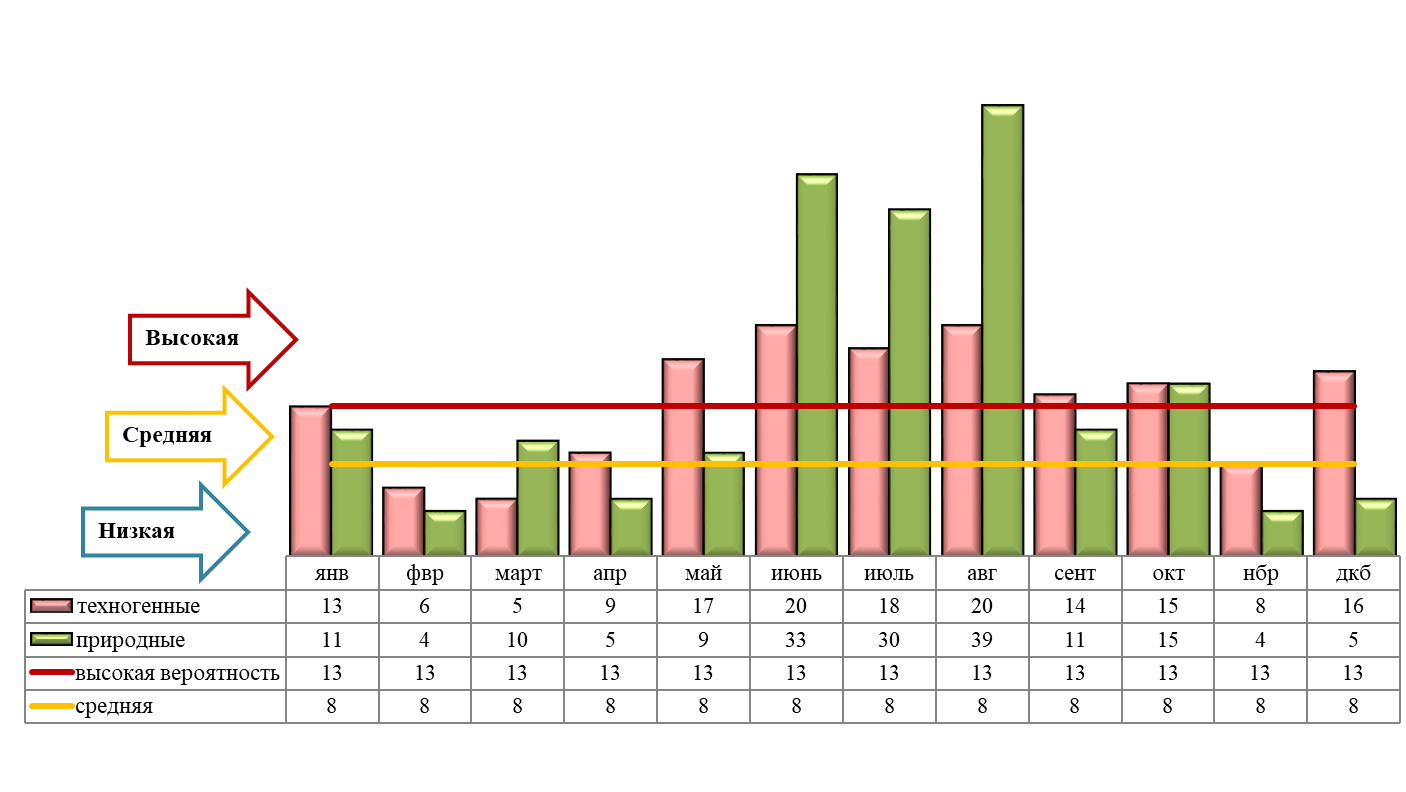 Высокая
Средняя
Низкая
янв фвр март апр май июнь июль авг сент окт нбр дкб
техногенные 13 6 5 9 17 20 18 20 14 15 8 16
природные 11 4 10 5 9 33 30 39 11 15 4 5
высокая вероятность 13 13 13 13 13 13 13 13 13 13 13 13
средняя 8 8 8 8 8 8 8 8 8 8 8 8